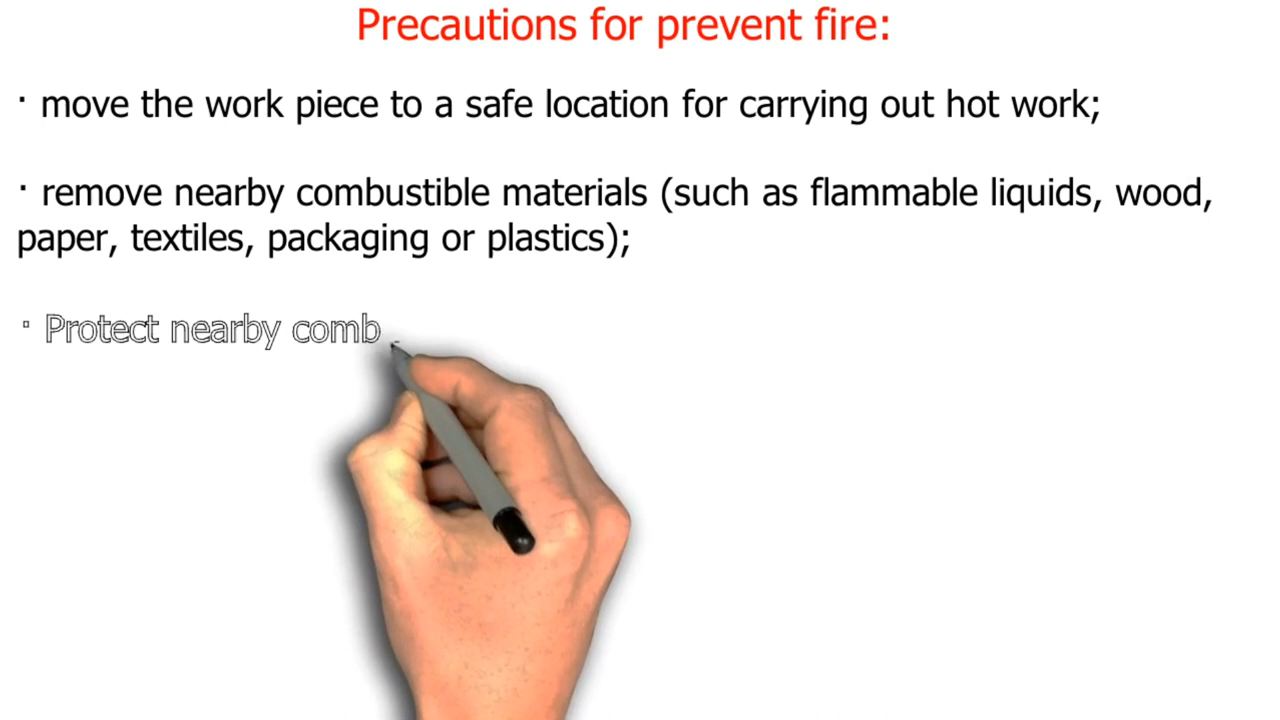 Precautions for prevent fire:
· move the work piece to a safe location for carrying out hot work;
· remove nearby combustible materials (such as flammable liquids, wood,
paper, textiles, packaging or plastics);
· Protect nearby comb